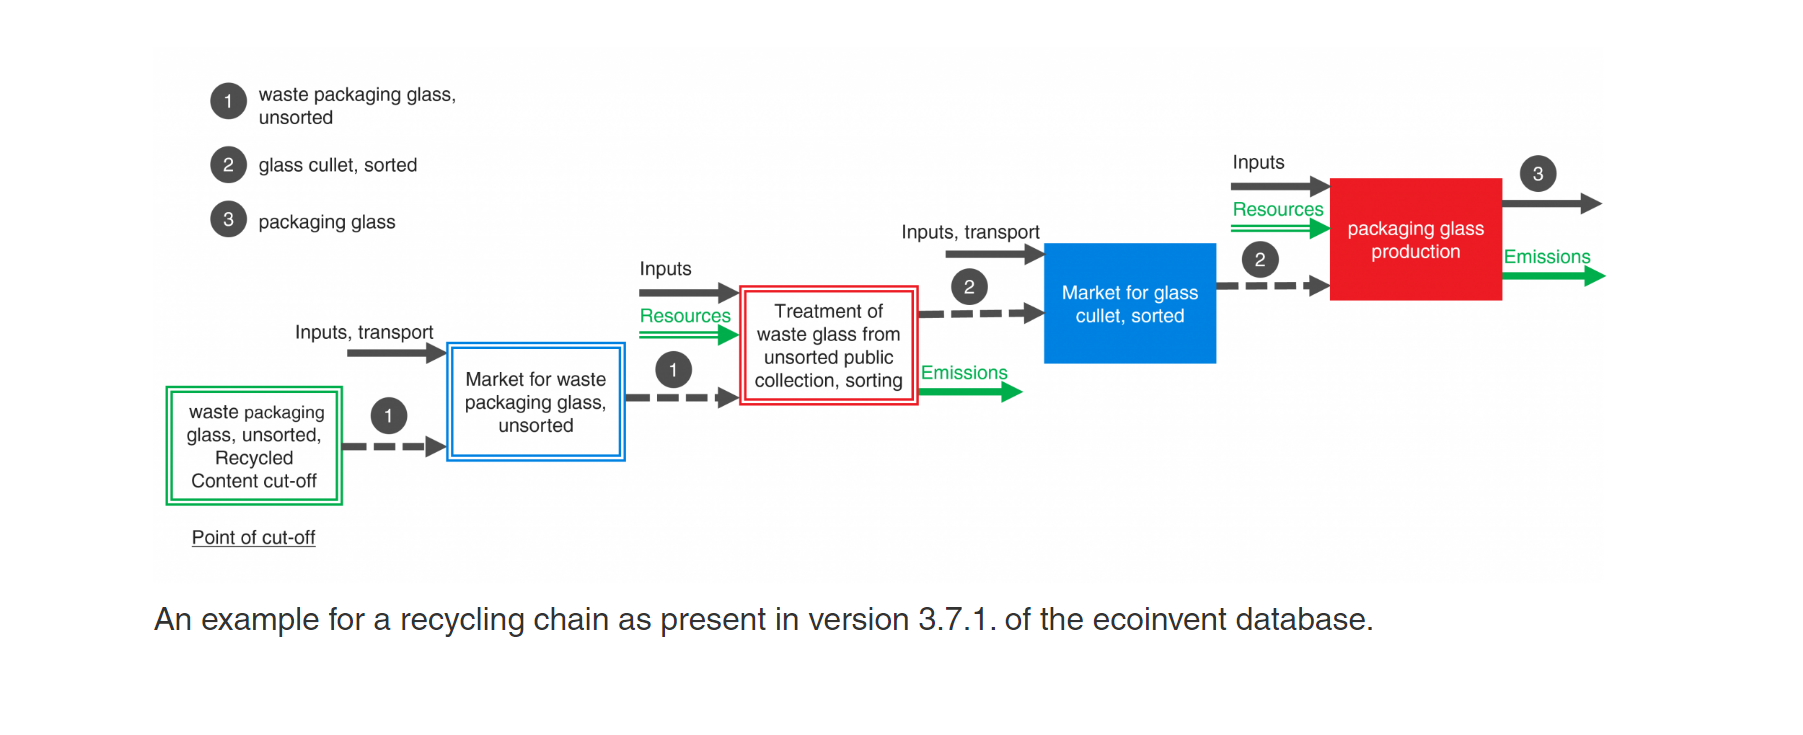 1 waste packaging glass,
unsorted
2 glass cullet, sorted
3 packaging glass
Inputs
3
Resources
packaging glass
production
Inputs, transport
2
Emissions
Inputs
2
Market for glass
cullet, sorted
Resources
Treatment of
waste glass from
unsorted public
collection, sorting
Inputs, transport
1
Emissions
Market for waste
packaging glass,
unsorted
1
waste packaging
glass, unsorted,
Recycled
Content cut-off
Point of cut-off
An example for a recycling chain as present in version 3.7.1. of the ecoinvent database.